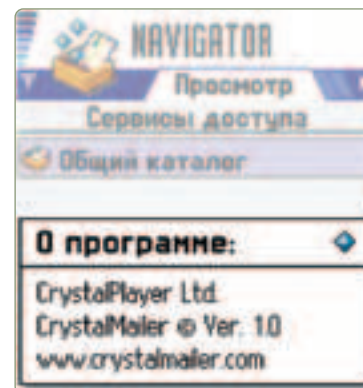 NAVIGATOR
Просмотр
Сервисы доступа
Общий каталог
О программе:
CrystalPlayer Ltd.
CrystalMailer © Ver. 1.0
www.crystalmailer.com